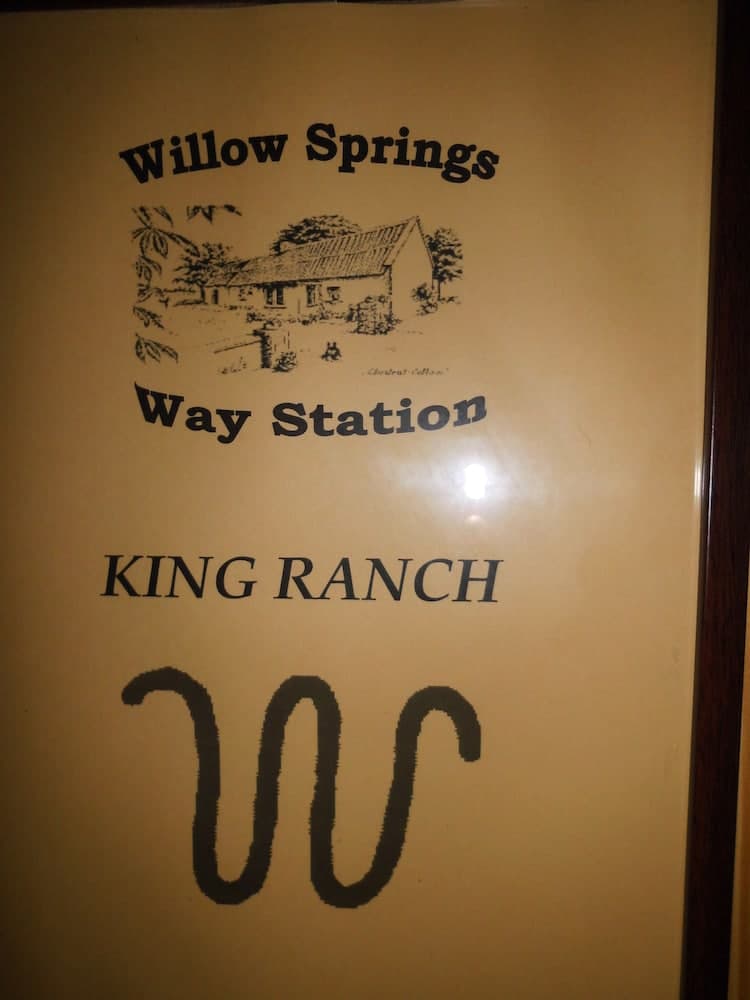 Willow Springs
Way Station
KING RANCH